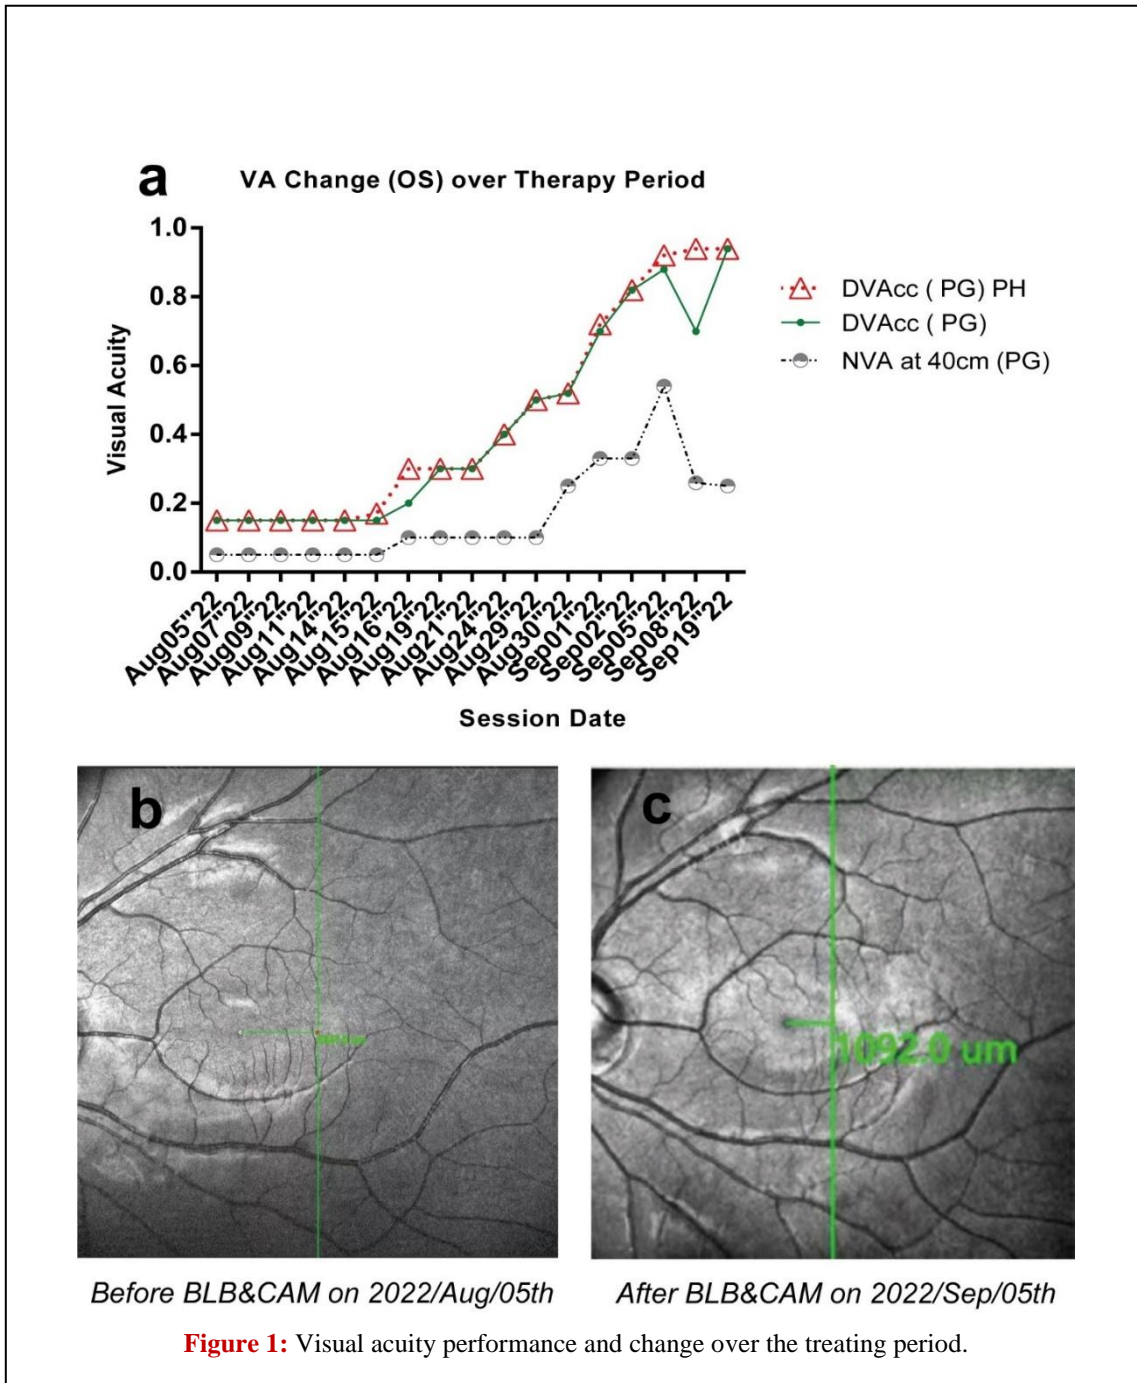 a
VA Change (OS) over Therapy Period
1.0
0.8
0.6
0.4
0.2
0.0
Visual Acuity
DVAcc ( PG) PH
DVAcc ( PG)
NVA at 40cm (PG)
Aug05"22
Aug07"22
Aug09"22
Aug11"22
Aug14"22
Aug15"22
Aug16"22
Aug19"22
Aug21"22
Aug24"22
Aug29"22
Aug30"22
Sep01"22
Sep02"22
Sep05"22
Sep08"22
Sep19"22
Session Date
b
c
1092.0 um
Before BLB&CAM on 2022/Aug/05th
After BLB&CAM on 2022/Sep/05th
Figure 1: Visual acuity performance and change over the treating period.